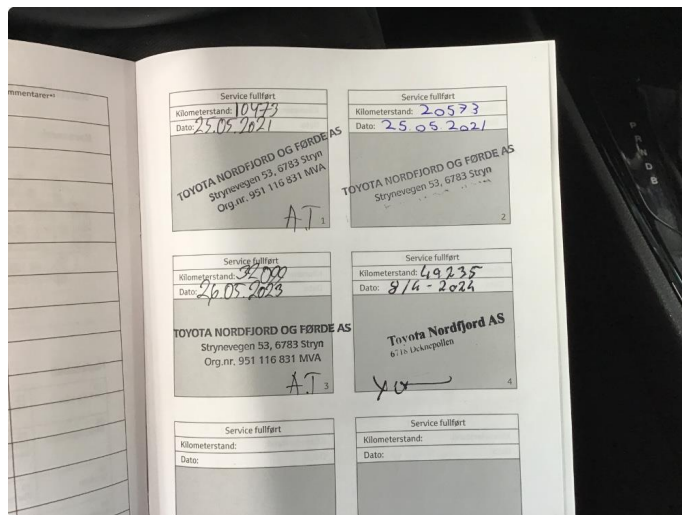 mmentarer*¹
Service fullført
Kilometerstand: 10473
Dato: 25.05.2021
TOYOTA NORDFJORD OG FØRDE AS
Strynevegen 53, 6783 Stryn
Org.nr. 951 116 831 MVA
A.T
1
Service fullført
Kilometerstand: 20573
Dato: 25.05.2021
TOYOTA NORDFJORD OG FØRDE AS
Strynevegen 53, 6783 Stryn
2
Service fullført
Kilometerstand: 32000
Dato: 26.05.2023
TOYOTA NORDFJORD OG FØRDE AS
Strynevegen 53, 6783 Stryn
Org.nr. 951 116 831 MVA
A.T
3
Service fullført
Kilometerstand: 49235
Dato: 8/4-2024
Toyota Nordfjord AS
Ucknepollen
4
Service fullført
Kilometerstand:
Dato:
Service fullført
Kilometerstand:
Dato:
P
R
N
D
B